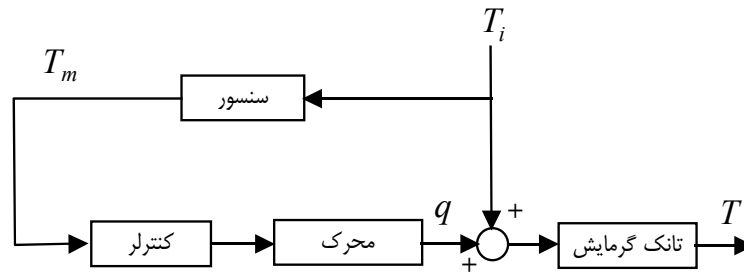 T_i
T_m
سنسور
+
q
T
کنترلر
محرک
تانک گرمایش
+